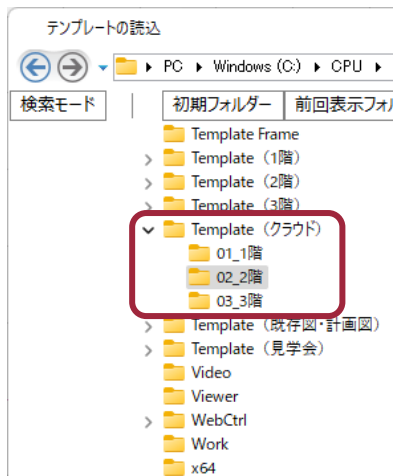 テンプレートの読込
PC Windows (C:) CPU
検索モード 初期フォルダー 前回表示フォル
Template Frame
Template（1階）
Template（2階）
Template（3階）
Template（クラウド）
01_1階
02_2階
03_3階
Template（既存図・計画図）
Template（見学会）
Video
Viewer
WebCtrl
Work
x64